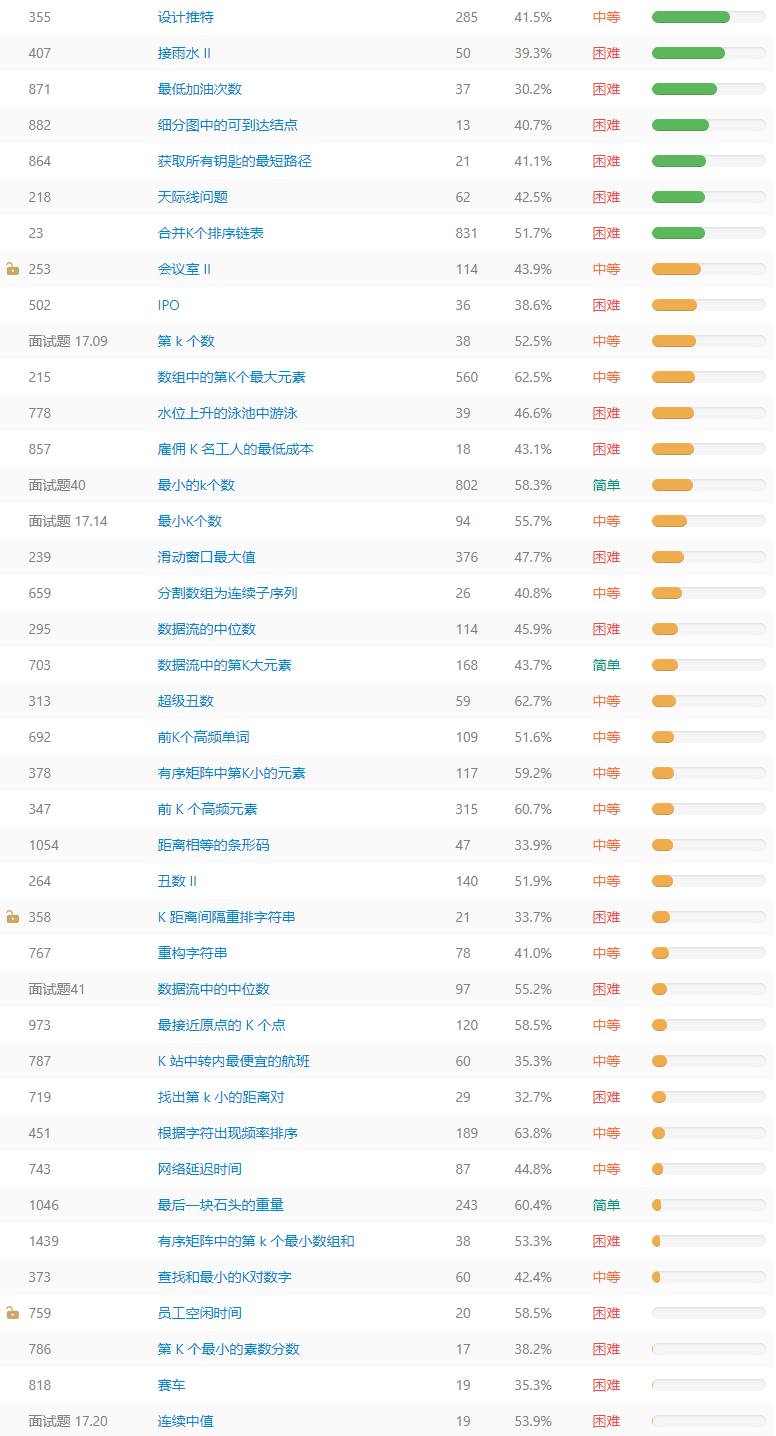 355 设计推特 285 41.5% 中等
407 接雨水 II 50 39.3% 困难
871 最低加油次数 37 30.2% 困难
882 细分图中的可到达结点 13 40.7% 困难
864 获取所有钥匙的最短路径 21 41.1% 困难
218 天际线问题 62 42.5% 困难
23 合并K个排序链表 831 51.7% 困难
253 会议室 II 114 43.9% 中等
502 IPO 36 38.6% 困难
面试题 17.09 第 k 个数 38 52.5% 中等
215 数组中的第K个最大元素 560 62.5% 中等
778 水位上升的泳池中游泳 39 46.6% 困难
857 雇佣 K 名工人的最低成本 18 43.1% 困难
面试题40 最小的k个数 802 58.3% 简单
面试题 17.14 最小K个数 94 55.7% 中等
239 滑动窗口最大值 376 47.7% 困难
659 分割数组为连续子序列 26 40.8% 中等
295 数据流的中位数 114 45.9% 困难
703 数据流中的第K大元素 168 43.7% 简单
313 超级丑数 59 62.7% 中等
692 前K个高频单词 109 51.6% 中等
378 有序矩阵中第K小的元素 117 59.2% 中等
347 前 K 个高频元素 315 60.7% 中等
1054 距离相等的条形码 47 33.9% 中等
264 丑数 II 140 51.9% 中等
358 K 距离间隔重排字符串 21 33.7% 困难
767 重构字符串 78 41.0% 中等
面试题41 数据流中的中位数 97 55.2% 困难
973 最接近原点的 K 个点 120 58.5% 中等
787 K 站中转内最便宜的航班 60 35.3% 中等
719 找出第 k 小的距离对 29 32.7% 困难
451 根据字符出现频率排序 189 63.8% 中等
743 网络延迟时间 87 44.8% 中等
1046 最后一块石头的重量 243 60.4% 简单
1439 有序矩阵中的第 k 个最小数组和 38 53.3% 困难
373 查找和最小的K对数字 60 42.4% 中等
759 员工空闲时间 20 58.5% 困难
786 第 K 个最小的素数分数 17 38.2% 困难
818 赛车 19 35.3% 困难
面试题 17.20 连续中值 19 53.9% 困难